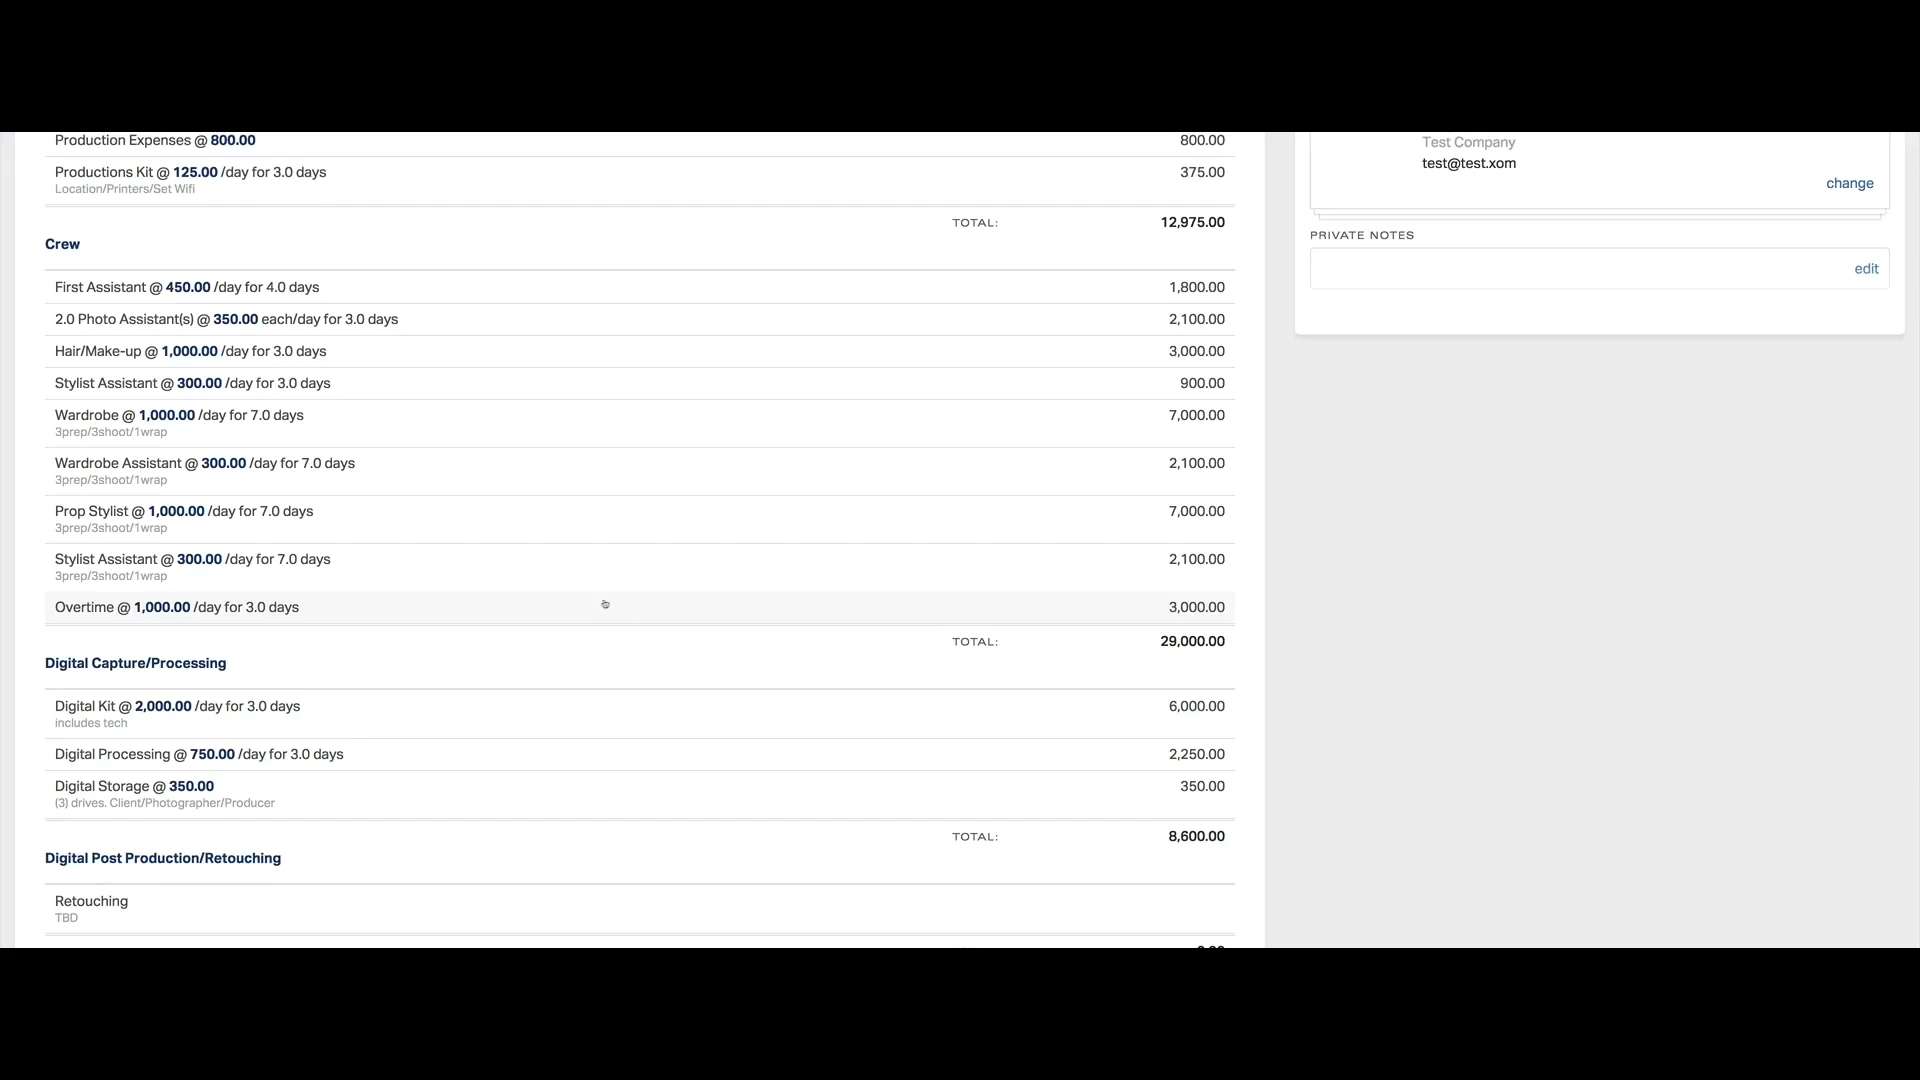 Production Expenses @ 800.00 800.00
Productions Kit @ 125.00 /day for 3.0 days 375.00
Location/Printers/Set Wifi
TOTAL: 12,975.00
Crew
First Assistant @ 450.00 /day for 4.0 days 1,800.00
2.0 Photo Assistant(s) @ 350.00 each/day for 3.0 days 2,100.00
Hair/Make-up @ 1,000.00 /day for 3.0 days 3,000.00
Stylist Assistant @ 300.00 /day for 3.0 days 900.00
Wardrobe @ 1,000.00 /day for 7.0 days 7,000.00
3prep/3shoot/1wrap
Wardrobe Assistant @ 300.00 /day for 7.0 days 2,100.00
3prep/3shoot/1wrap
Prop Stylist @ 1,000.00 /day for 7.0 days 7,000.00
3prep/3shoot/1wrap
Stylist Assistant @ 300.00 /day for 7.0 days 2,100.00
3prep/3shoot/1wrap
Overtime @ 1,000.00 /day for 3.0 days 3,000.00
TOTAL: 29,000.00
Digital Capture/Processing
Digital Kit @ 2,000.00 /day for 3.0 days 6,000.00
includes tech
Digital Processing @ 750.00 /day for 3.0 days 2,250.00
Digital Storage @ 350.00 350.00
(3) drives. Client/Photographer/Producer
TOTAL: 8,600.00
Digital Post Production/Retouching
Retouching
TBD
Test Company
test@test.xom
change
PRIVATE NOTES
edit